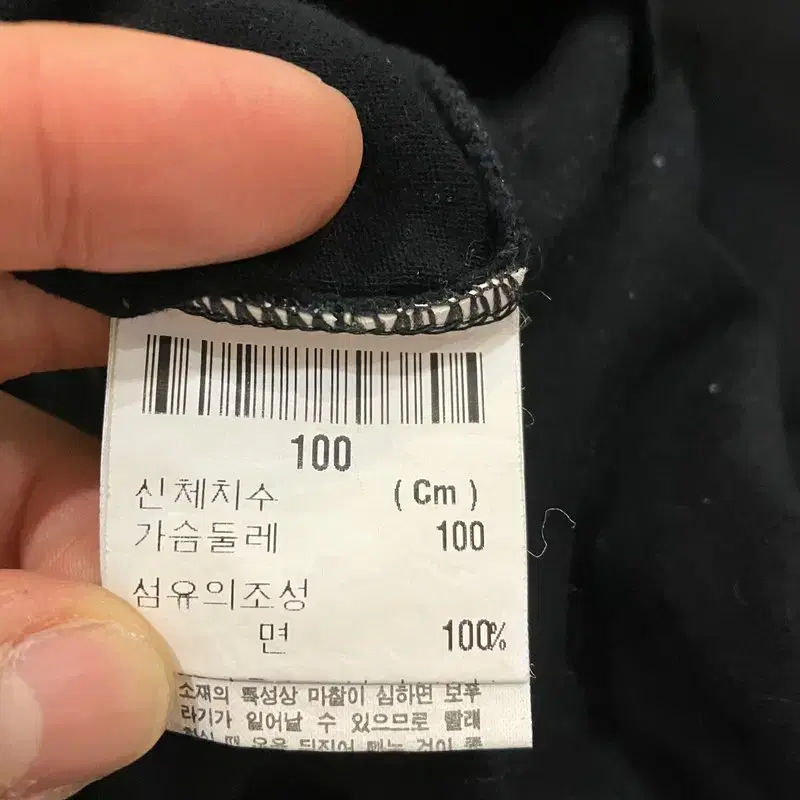 100
신체치수 (Cm)
가슴둘레 100
섬유의조성
면 100%
소재의 특성상 마찰이 심하면 보푸
라기가 일어날 수 있으므로 빨래